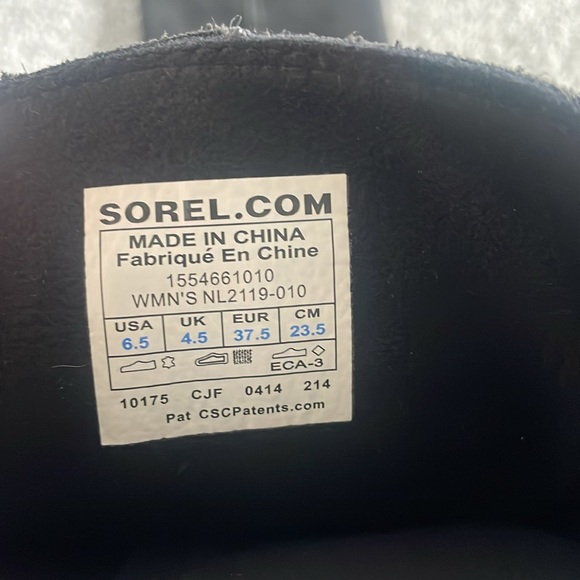 SOREL.COM
MADE IN CHINA
Fabriqué En Chine
1554661010
WMN'S NL2119-010
USA UK EUR CM
6.5 4.5 37.5 23.5
ECA-3
10175 CJF 0414 214
Pat CSCPatents.com